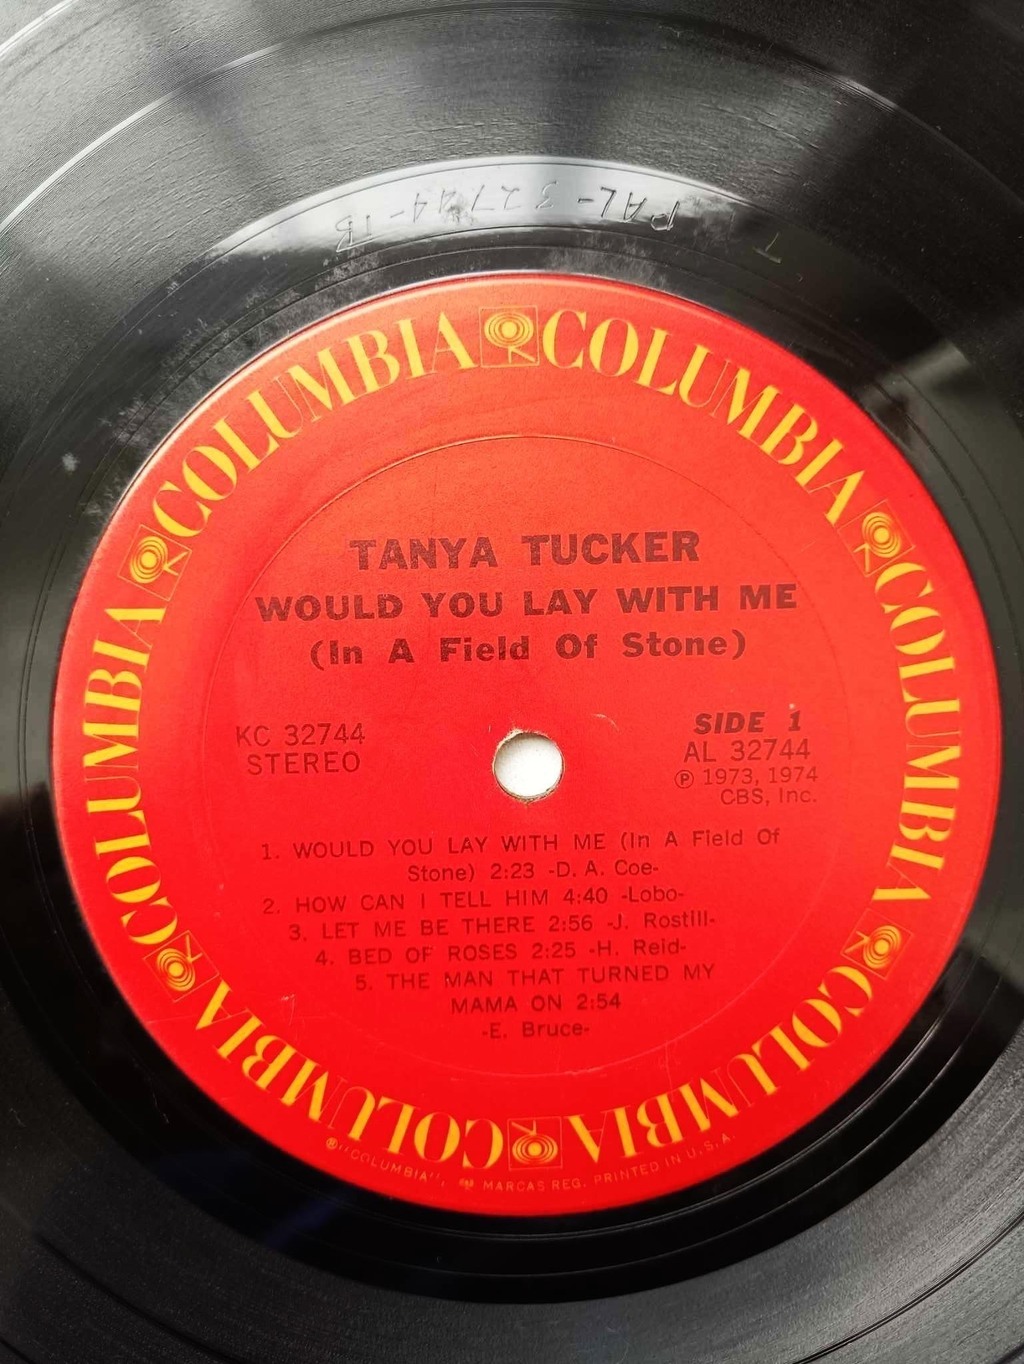 PAL-32744-1B
T
COLUMBIA COLUMBIA COLUMBIA COLUMBIA COLUMBIA COLUMBIA
TANYA TUCKER
WOULD YOU LAY WITH ME
(In A Field Of Stone)
KC 32744
STEREO
SIDE 1
AL 32744
Ⓟ 1973, 1974
CBS, Inc.
1. WOULD YOU LAY WITH ME (In A Field Of
Stone) 2:23 -D. A. Coe-
2. HOW CAN I TELL HIM 4:40 -Lobo-
3. LET ME BE THERE 2:56 -J. Rostill-
4. BED OF ROSES 2:25 -H. Reid-
5. THE MAN THAT TURNED MY
MAMA ON 2:54
-E. Bruce-
®"COLUMBIA", MARCAS REG. PRINTED IN U.S.A.